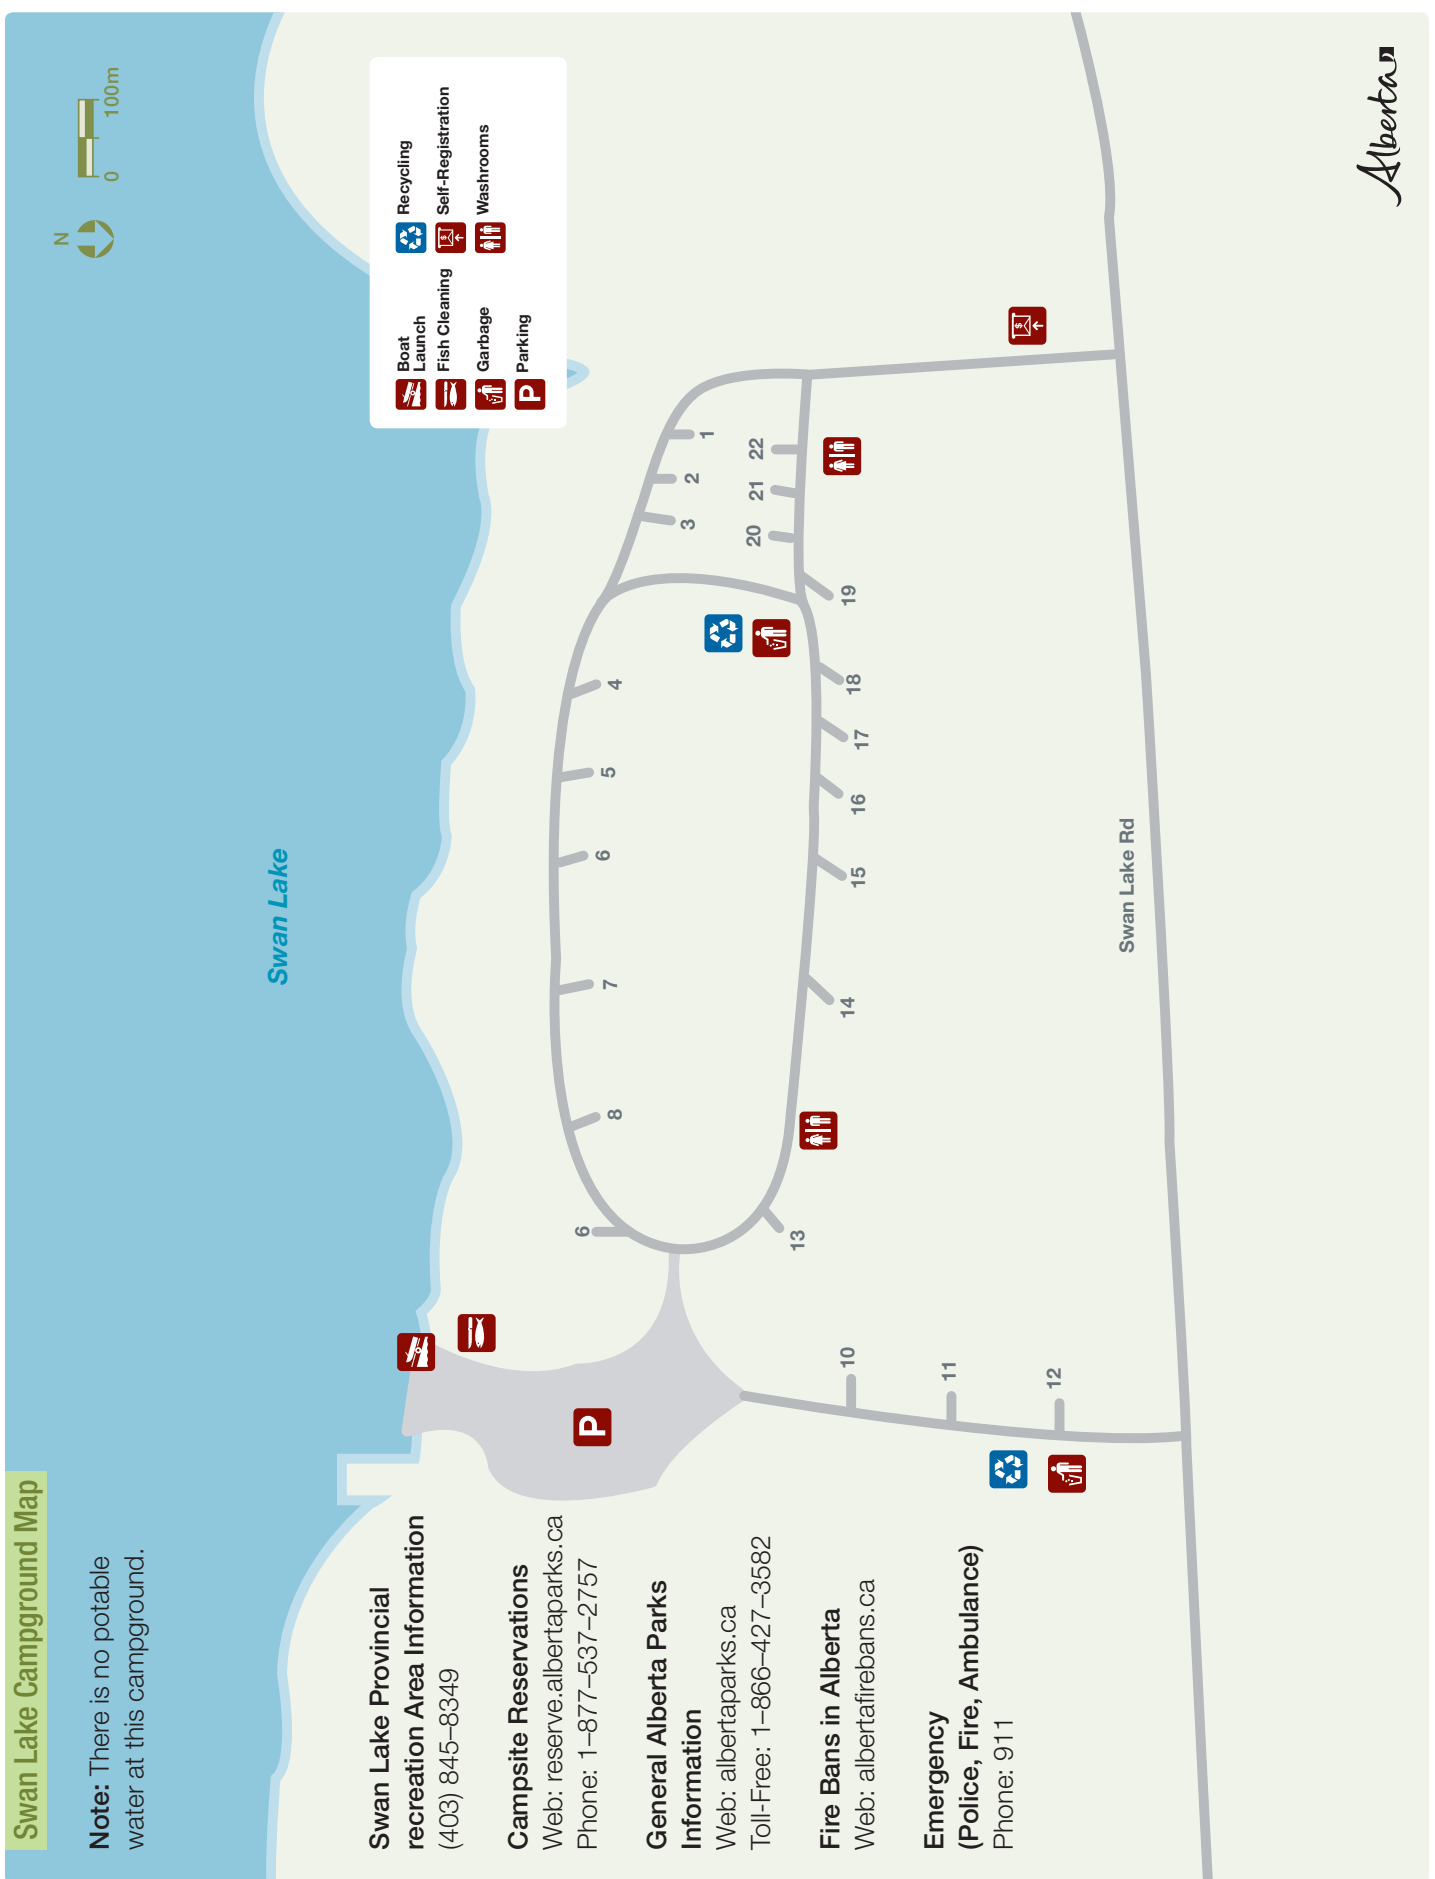 Swan Lake Campground Map
Note: There is no potable
water at this campground.
N
0
100m
Swan Lake
Boat
Launch
Fish Cleaning
Garbage
P
Parking
Recycling
Self-Registration
Washrooms
Swan Lake Provincial
recreation Area Information
(403) 845–8349
Campsite Reservations
Web: reserve.albertaparks.ca
Phone: 1–877–537–2757
General Alberta Parks
Information
Web: albertaparks.ca
Toll-Free: 1–866–427–3582
Fire Bans in Alberta
Web: albertafirebans.ca
Emergency
(Police, Fire, Ambulance)
Phone: 911
P
9
8
7
6
5
4
3
2
1
22
21
20
19
18
17
16
15
14
13
10
11
12
Swan Lake Rd
Alberta